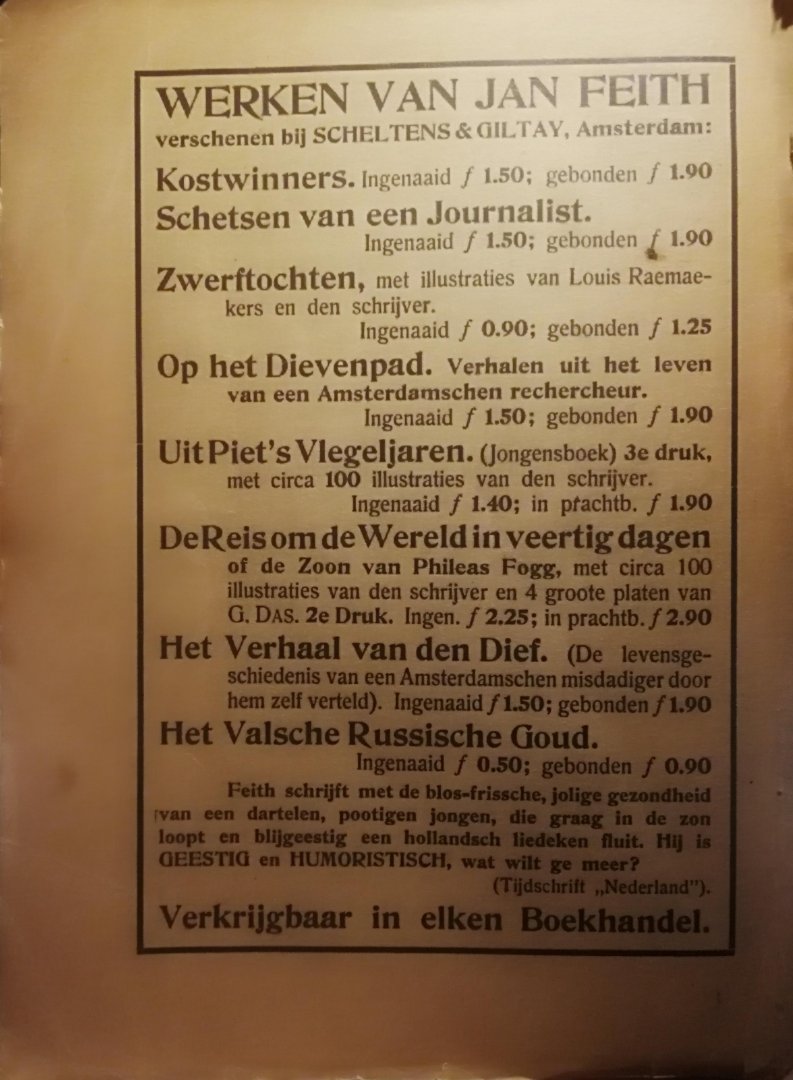 WERKEN VAN JAN FEITH
verschenen bij SCHELTENS & GILTAY, Amsterdam:
Kostwinners. Ingenaaid ƒ 1.50; gebonden ƒ 1.90
Schetsen van een Journalist.
Ingenaaid ƒ 1.50; gebonden ƒ 1.90
Zwerftochten, met illustraties van Louis Raemae-
kers en den schrijver.
Ingenaaid ƒ 0.90; gebonden ƒ 1.25
Op het Dievenpad. Verhalen uit het leven
van een Amsterdamschen rechercheur.
Ingenaaid ƒ 1.50; gebonden ƒ 1.90
Uit Piet's Vlegeljaren. (Jongensboek) 3e druk,
met circa 100 illustraties van den schrijver.
Ingenaaid ƒ 1.40; in prachtb. ƒ 1.90
De Reis om de Wereld in veertig dagen
of de Zoon van Phileas Fogg, met circa 100
illustraties van den schrijver en 4 groote platen van
G. DAS. 2e Druk. Ingen. ƒ 2.25; in prachtb. ƒ 2.90
Het Verhaal van den Dief. (De levensge-
schiedenis van een Amsterdamschen misdadiger door
hem zelf verteld). Ingenaaid ƒ 1.50; gebonden ƒ 1.90
Het Valsche Russische Goud.
Ingenaaid ƒ 0.50; gebonden ƒ 0.90
Feith schrijft met de blos-frissche, jolige gezondheid
van een dartelen, pootigen jongen, die graag in de zon
loopt en blijgeestig een hollandsch liedeken fluit. Hij is
GEESTIG en HUMORISTISCH, wat wilt ge meer?
(Tijdschrift „Nederland").
Verkrijgbaar in elken Boekhandel.